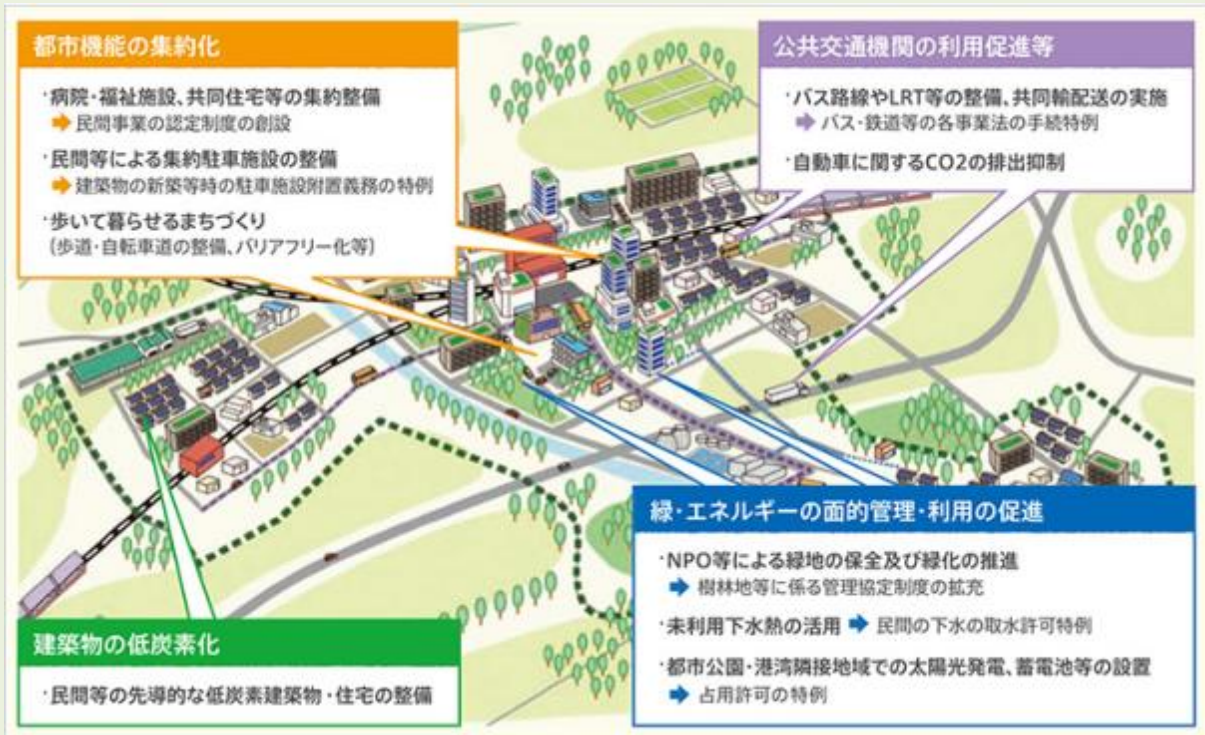 都市機能の集約化
・病院・福祉施設、共同住宅等の集約整備
➡ 民間事業の認定制度の創設
・民間等による集約駐車施設の整備
➡ 建築物の新築等時の駐車施設附置義務の特例
・歩いて暮らせるまちづくり
(歩道・自転車道の整備、バリアフリー化等)
公共交通機関の利用促進等
・バス路線やLRT等の整備、共同輸配送の実施
➡ バス・鉄道等の各事業法の手続特例
・自動車に関するCO2の排出抑制
建築物の低炭素化
・民間等の先導的な低炭素建築物・住宅の整備
緑・エネルギーの面的管理・利用の促進
・NPO等による緑地の保全及び緑化の推進
➡ 樹林地等に係る管理協定制度の拡充
・未利用下水熱の活用 ➡ 民間の下水の取水許可特例
・都市公園・港湾隣接地域での太陽光発電、蓄電池等の設置
➡ 占用許可の特例